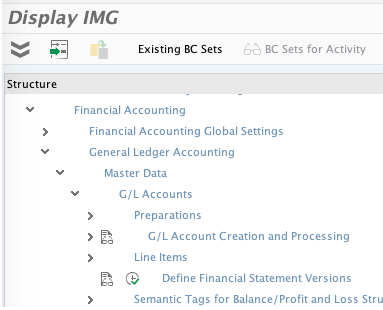 Display IMG
Existing BC Sets
BC Sets for Activity
Structure
Financial Accounting
Financial Accounting Global Settings
General Ledger Accounting
Master Data
G/L Accounts
Preparations
G/L Account Creation and Processing
Line Items
Define Financial Statement Versions
Semantic Tags for Balance/Profit and Loss Stru